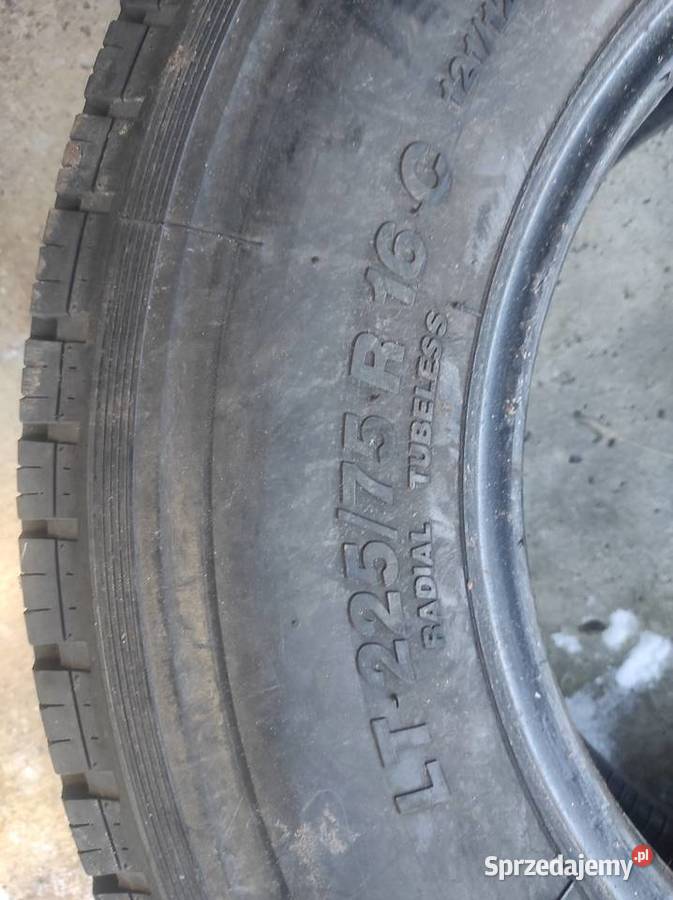 LT 225/75 R 16 C
RADIAL TUBELESS
Sprzedajemy.pl